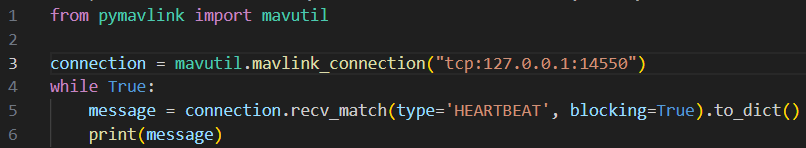 1 from pymavlink import mavutil
2
3 connection = mavutil.mavlink_connection("tcp:127.0.0.1:14550")
4 while True:
5     message = connection.recv_match(type='HEARTBEAT', blocking=True).to_dict()
6     print(message)